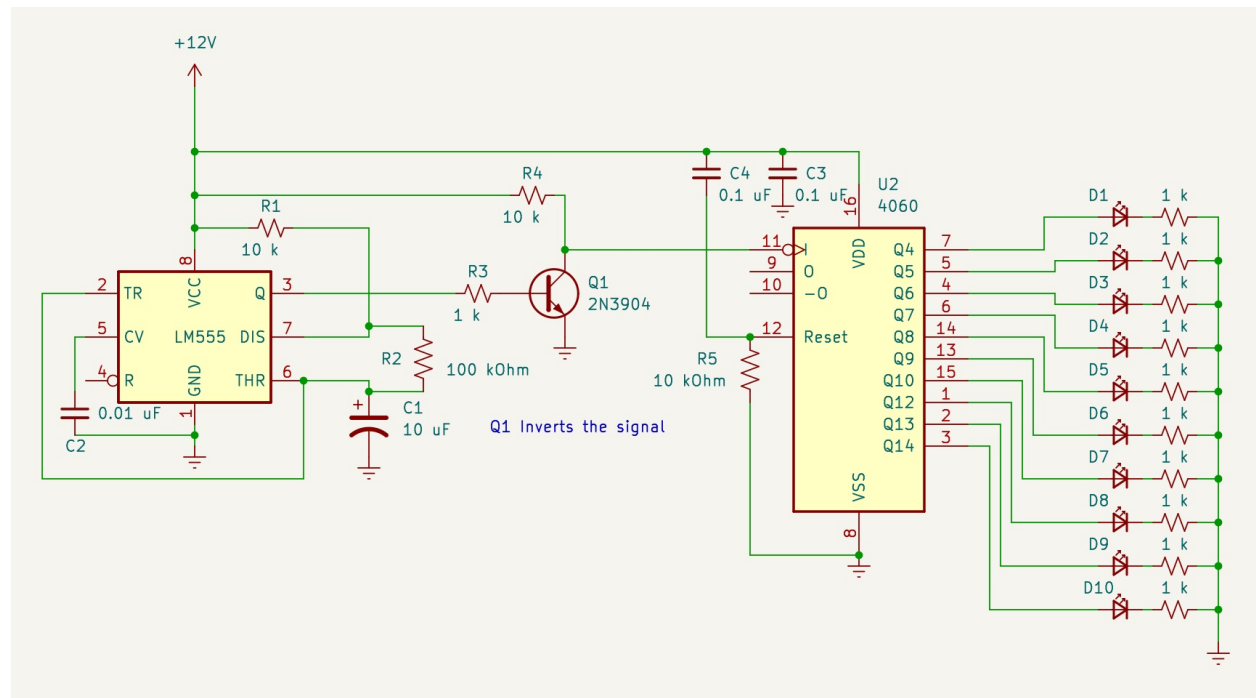 +12V
R4
10 k
C4
0.1 uF
C3
0.1 uF
U2
4060
R1
10 k
8
VCC
2
TR
5
CV
4
R
LM555
GND
1
Q
3
DIS
7
THR
6
0.01 uF
C2
R3
1 k
Q1
2N3904
R2
100 kOhm
C1
+
10 uF
Q1 Inverts the signal
R5
10 kOhm
16
VDD
11
I
9
O
10
-O
12
Reset
VSS
8
Q4
7
Q5
5
Q6
4
Q7
6
Q8
14
Q9
13
Q10
15
Q12
1
Q13
2
Q14
3
D1
1 k
D2
1 k
D3
1 k
D4
1 k
D5
1 k
D6
1 k
D7
1 k
D8
1 k
D9
1 k
D10
1 k